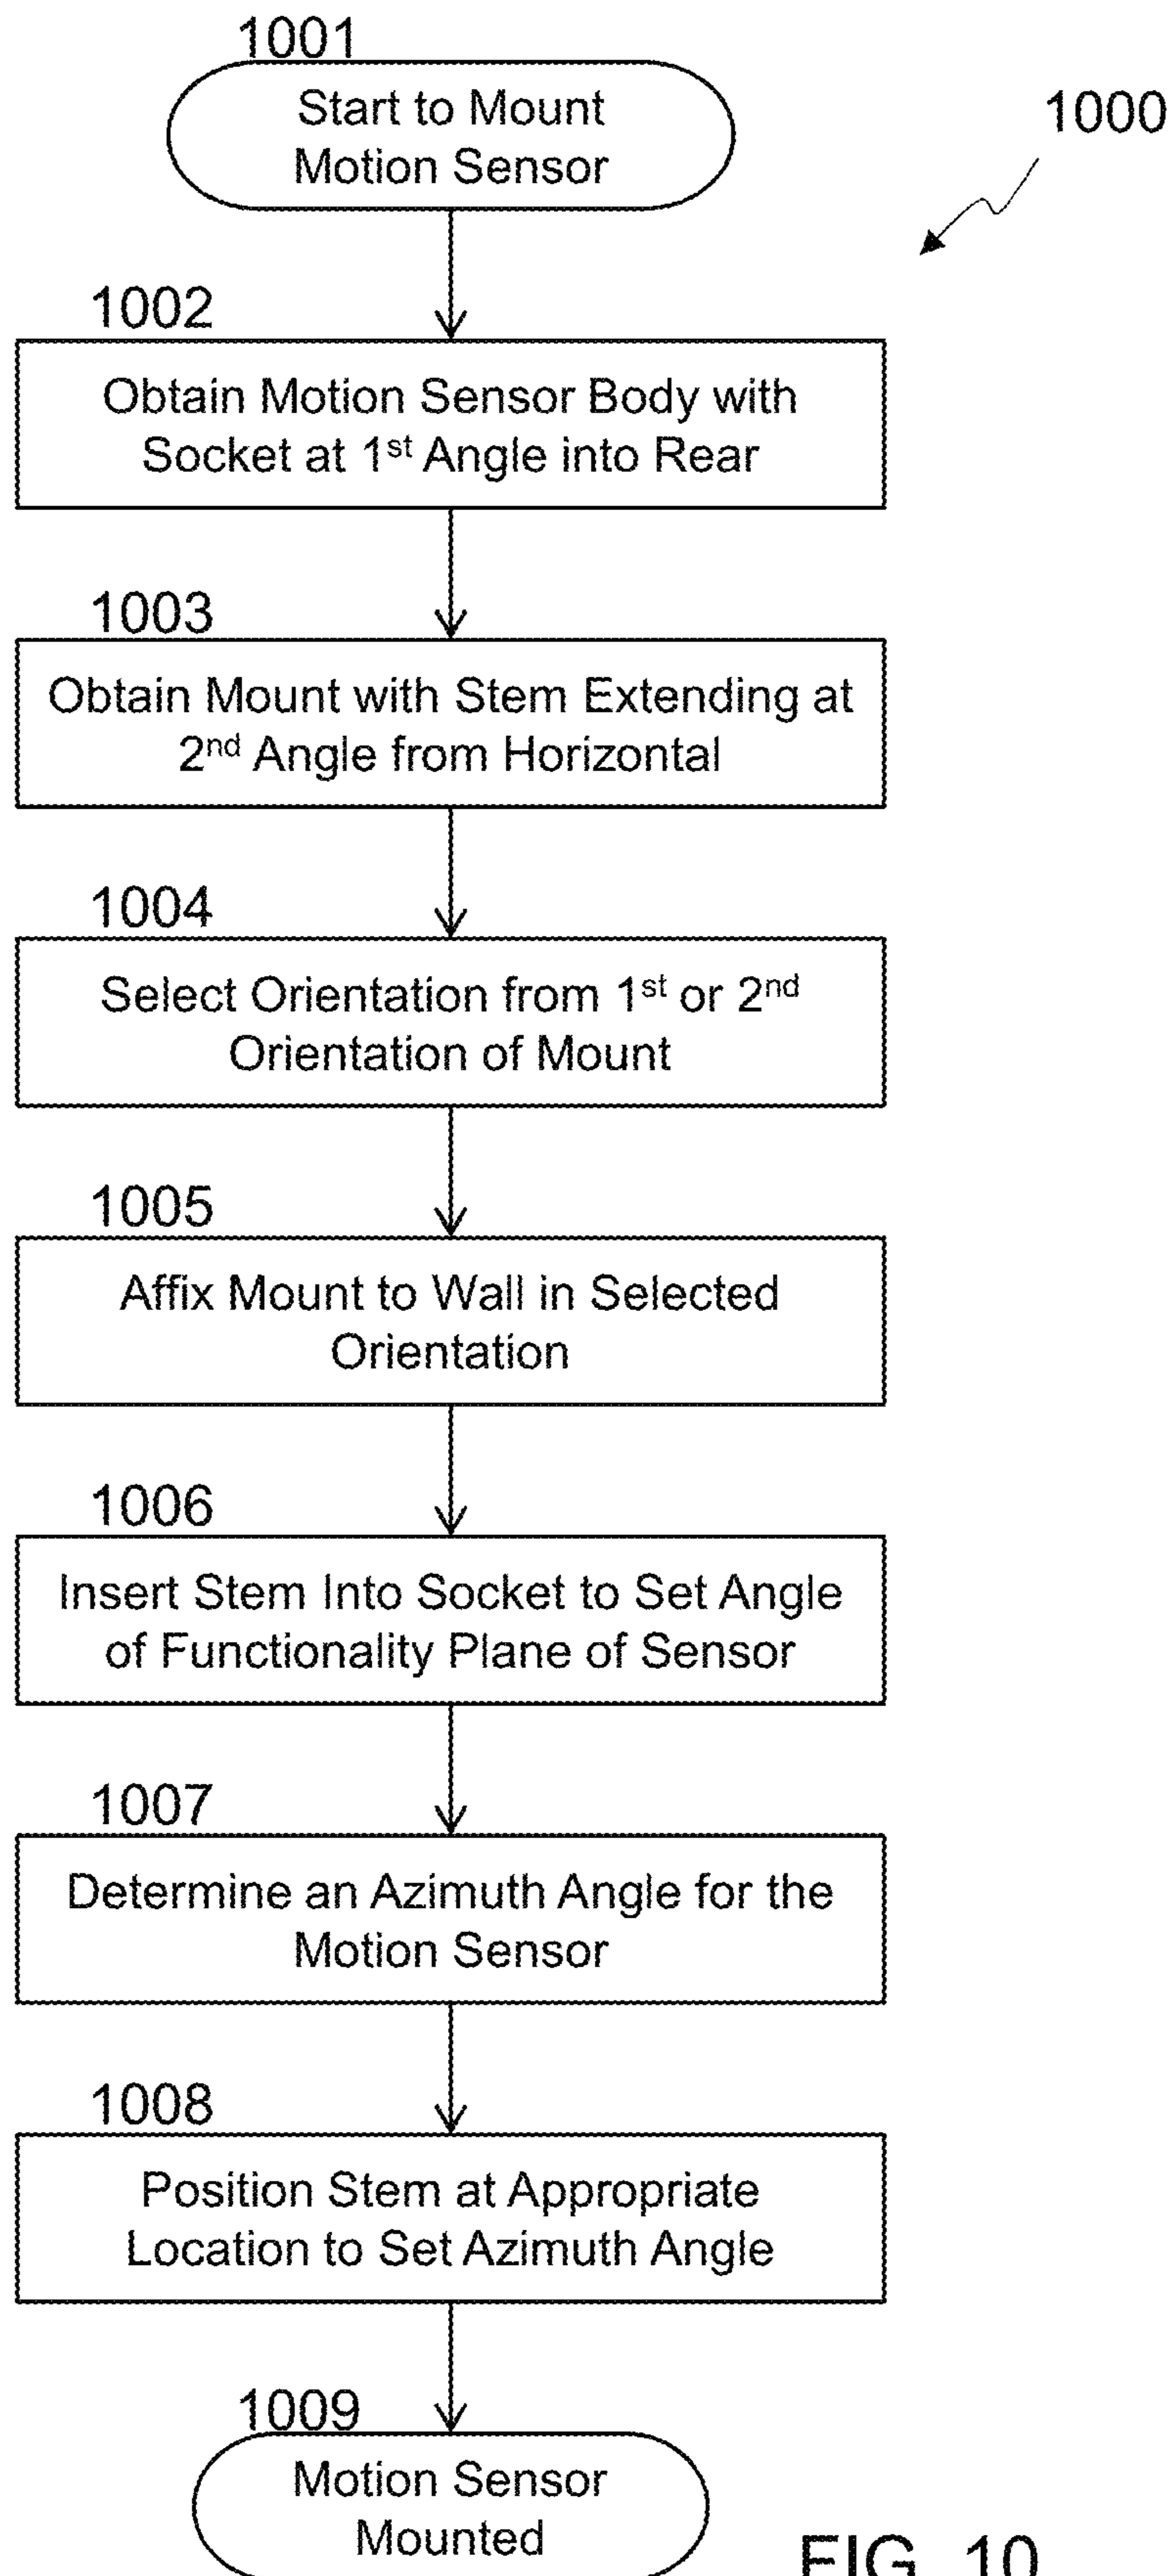 1001
Start to Mount
Motion Sensor
1000
1002
Obtain Motion Sensor Body with
Socket at 1st Angle into Rear
1003
Obtain Mount with Stem Extending at
2nd Angle from Horizontal
1004
Select Orientation from 1st or 2nd
Orientation of Mount
1005
Affix Mount to Wall in Selected
Orientation
1006
Insert Stem Into Socket to Set Angle
of Functionality Plane of Sensor
1007
Determine an Azimuth Angle for the
Motion Sensor
1008
Position Stem at Appropriate
Location to Set Azimuth Angle
1009
Motion Sensor
Mounted
FIG. 10